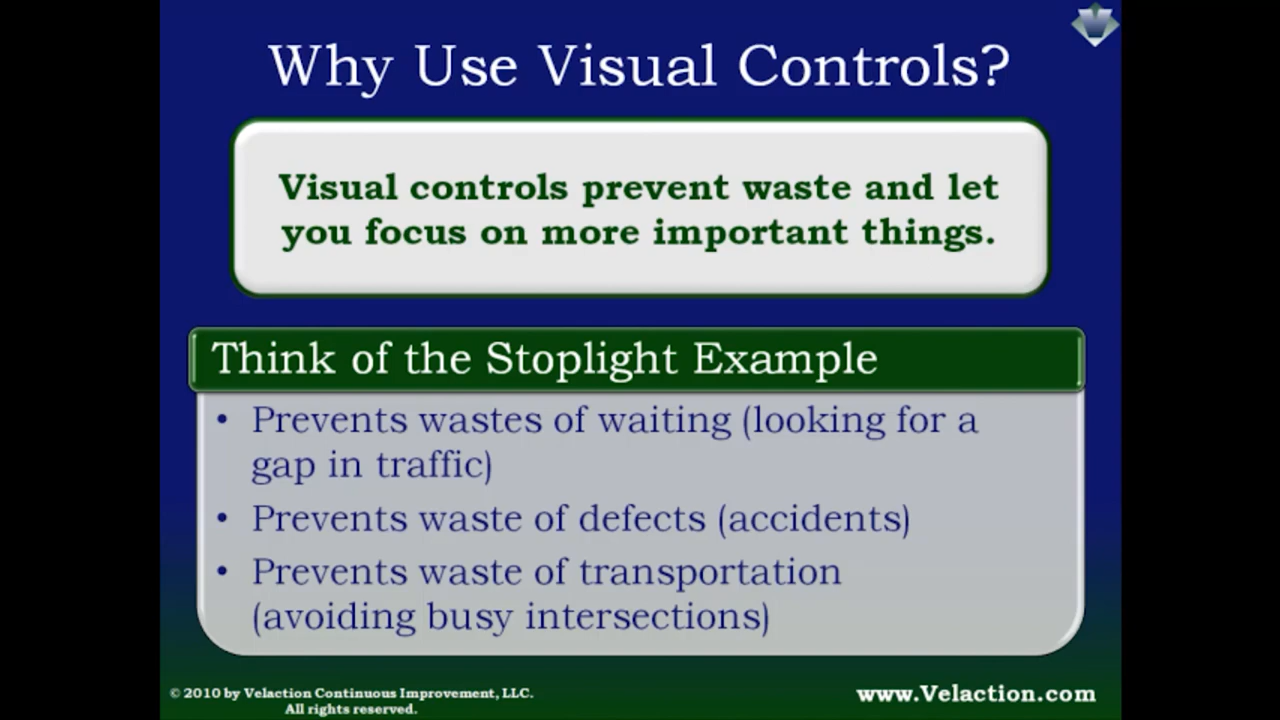 Why Use Visual Controls?
Visual controls prevent waste and let
you focus on more important things.
Think of the Stoplight Example
• Prevents wastes of waiting (looking for a
gap in traffic)
• Prevents waste of defects (accidents)
• Prevents waste of transportation
(avoiding busy intersections)
© 2010 by Velaction Continuous Improvement, LLC.
All rights reserved.
www.Velaction.com